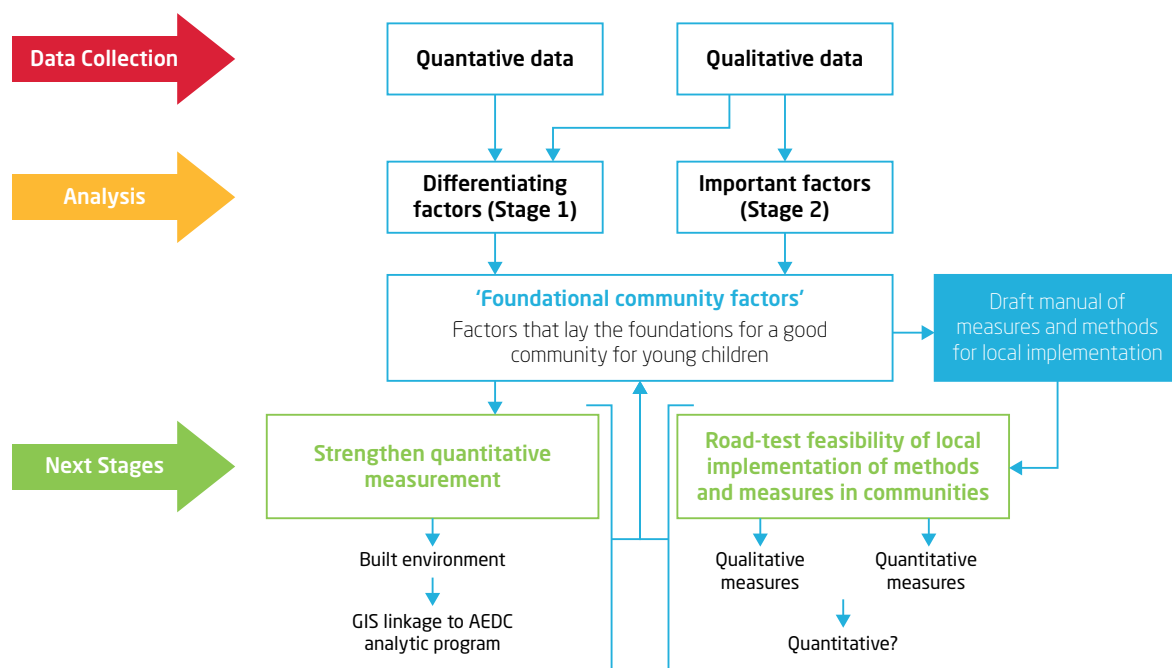 Data Collection
Quantative data
Qualitative data
Analysis
Differentiating
factors (Stage 1)
Important factors
(Stage 2)
‘Foundational community factors’
Factors that lay the foundations for a good
community for young children
Draft manual of
measures and methods
for local implementation
Next Stages
Strengthen quantitative
measurement
Road-test feasibility of local
implementation of methods
and measures in communities
Built environment
GIS linkage to AEDC
analytic program
Qualitative
measures
Quantitative
measures
Quantitative?